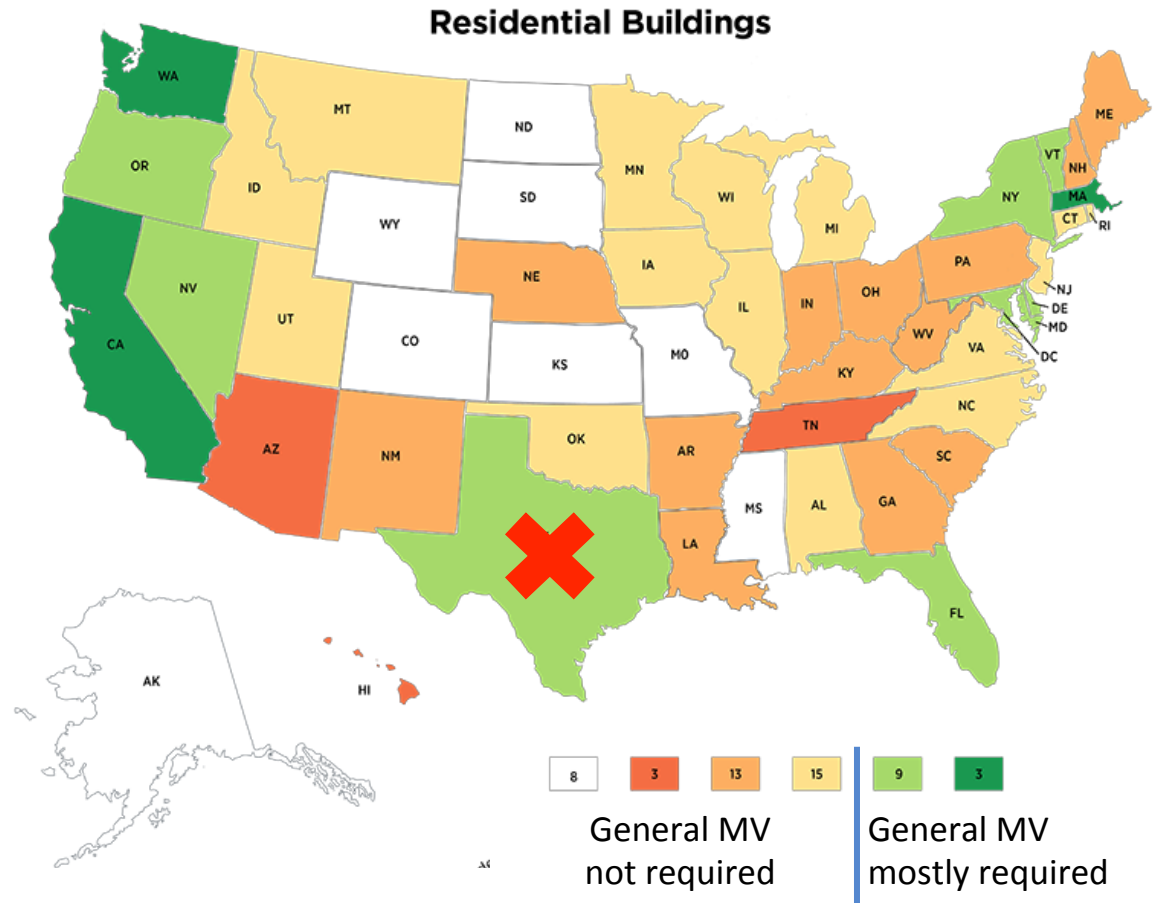 Residential Buildings
WA
MT
ND
MN
ME
VT
NH
OR
ID
SD
WI
NY
MA
WY
MI
CT
RI
NE
IA
PA
NV
IL
IN
OH
NJ
UT
DE
CO
MD
CA
KS
MO
WV
VA
DC
KY
NC
TN
AZ
NM
OK
AR
SC
MS
AL
GA
LA
FL
AK
HI
8 3 13 15 9 3
General MV
not required
General MV
mostly required